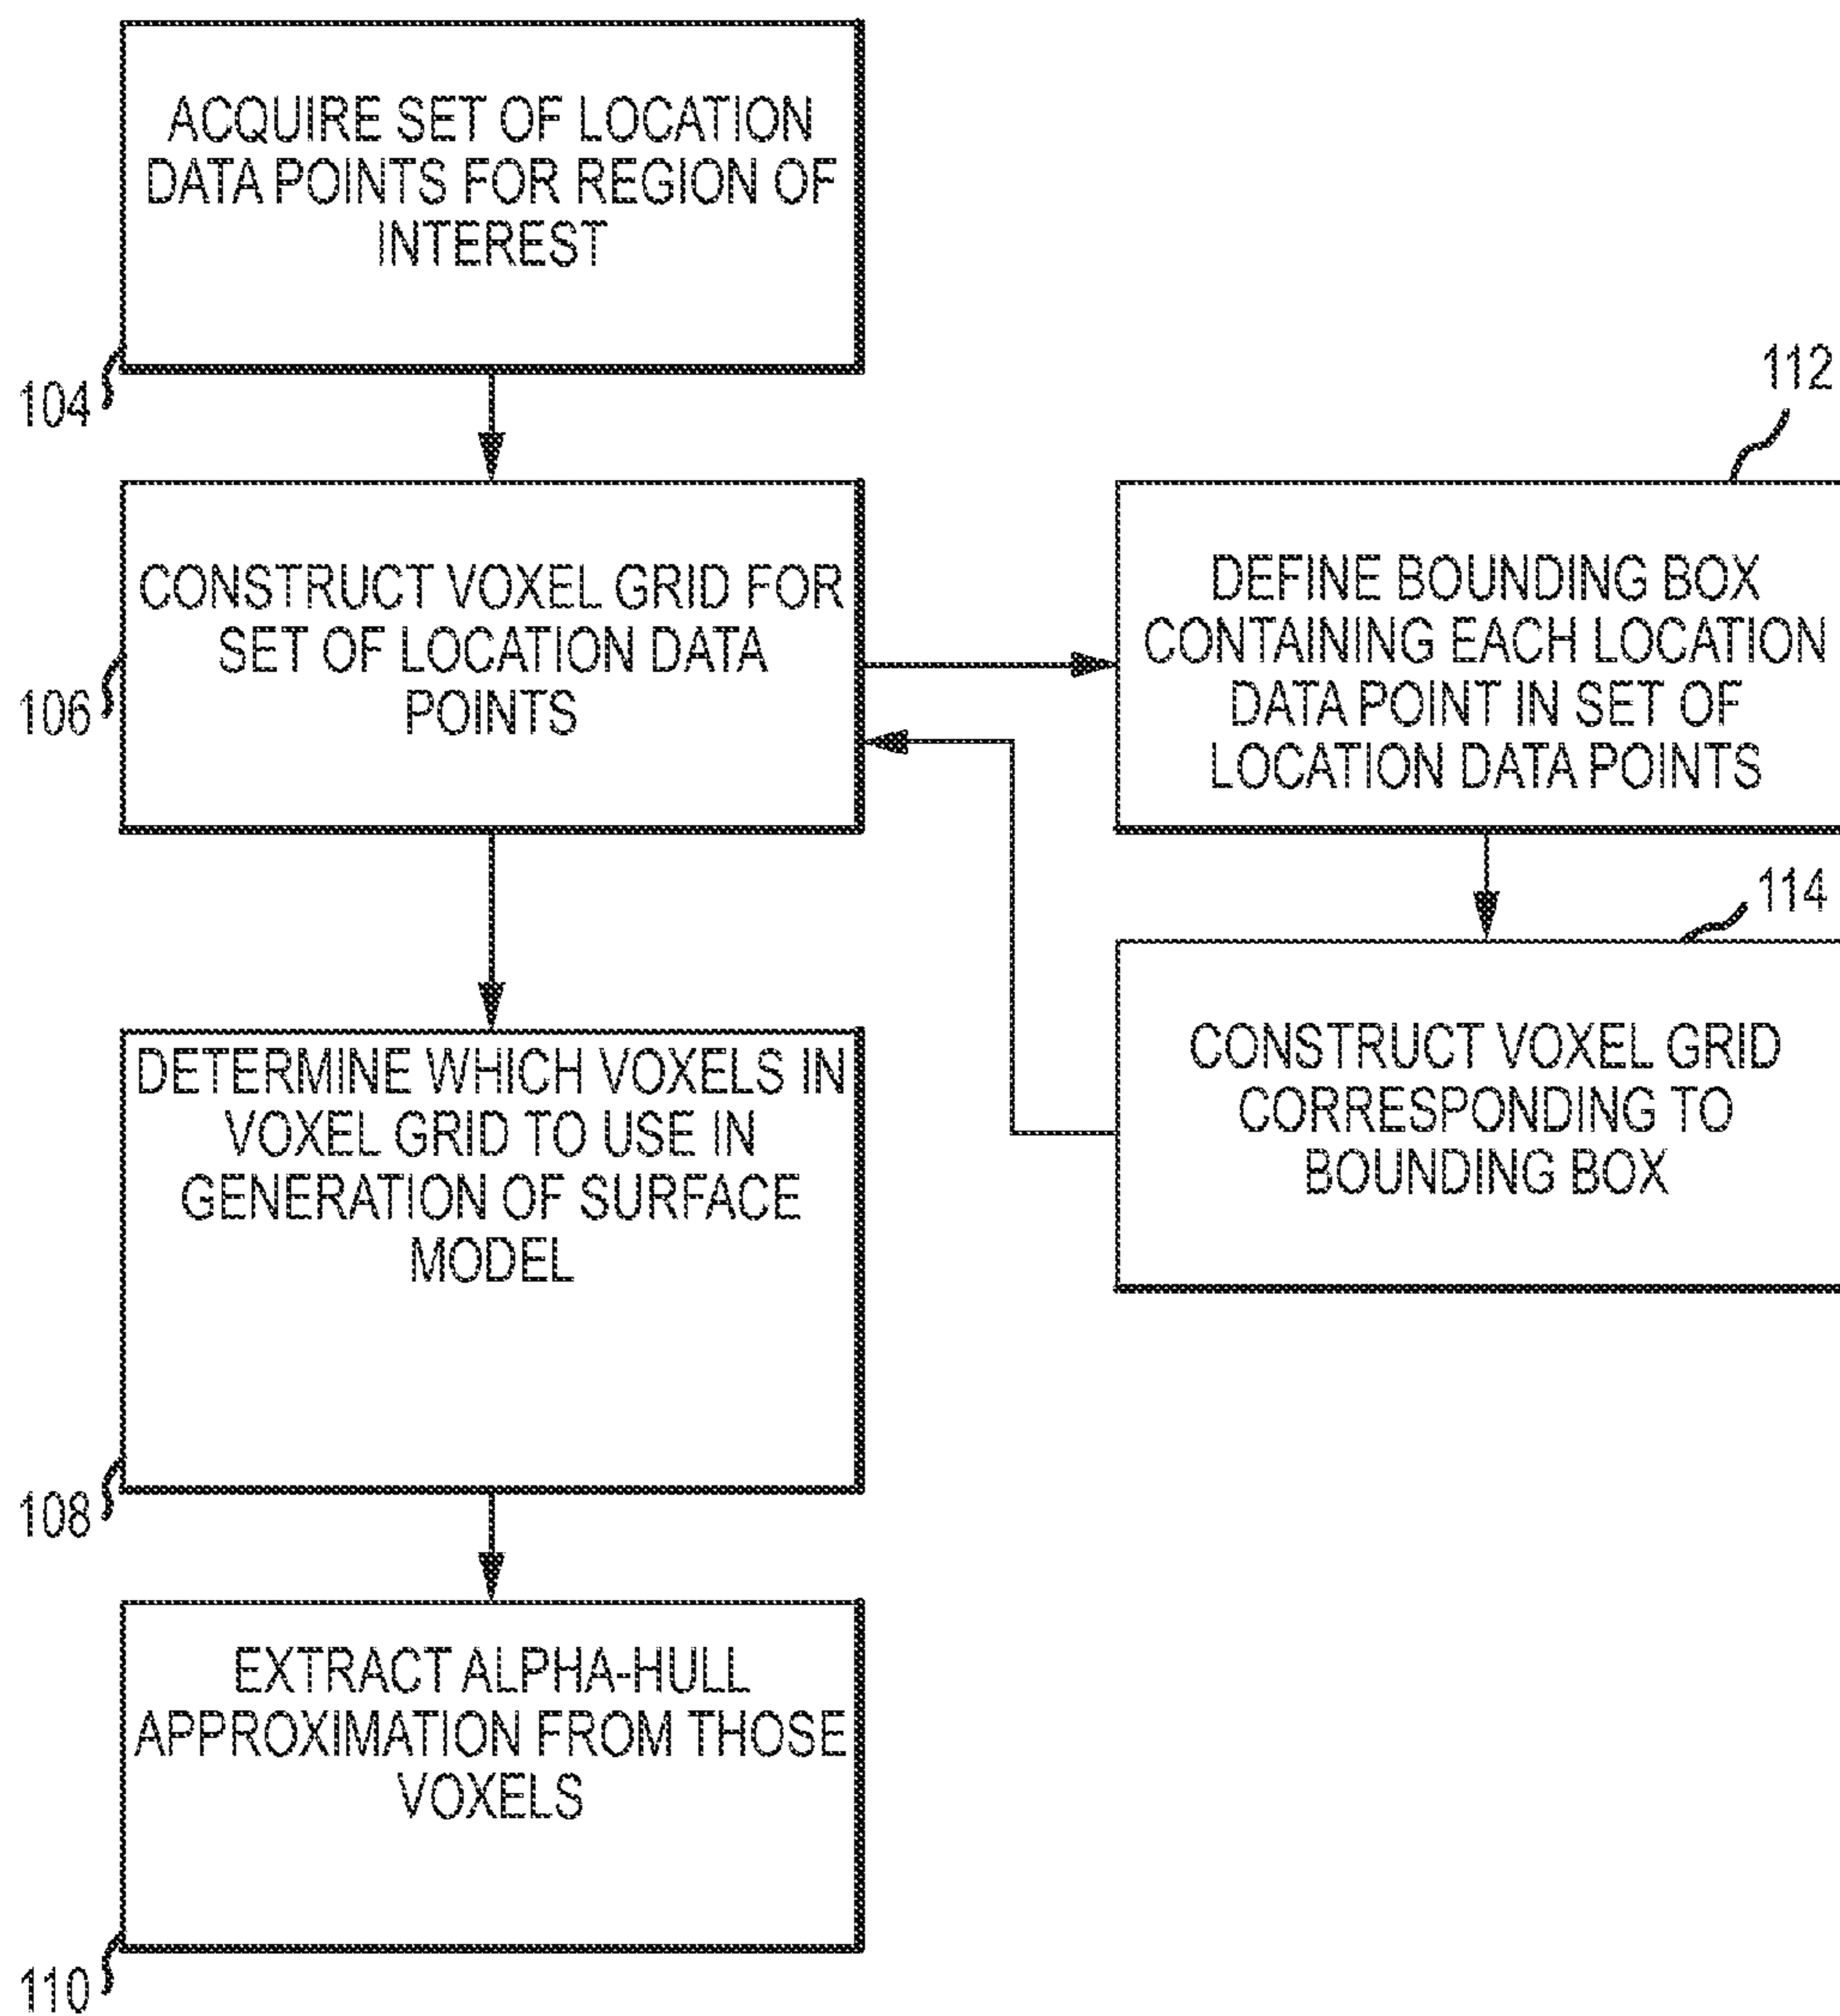 ACQUIRE SET OF LOCATION
DATA POINTS FOR REGION OF
INTEREST
104
112
CONSTRUCT VOXEL GRID FOR
SET OF LOCATION DATA
POINTS
106
DEFINE BOUNDING BOX
CONTAINING EACH LOCATION
DATA POINT IN SET OF
LOCATION DATA POINTS
114
CONSTRUCT VOXEL GRID
CORRESPONDING TO
BOUNDING BOX
DETERMINE WHICH VOXELS IN
VOXEL GRID TO USE IN
GENERATION OF SURFACE
MODEL
108
EXTRACT ALPHA-HULL
APPROXIMATION FROM THOSE
VOXELS
110